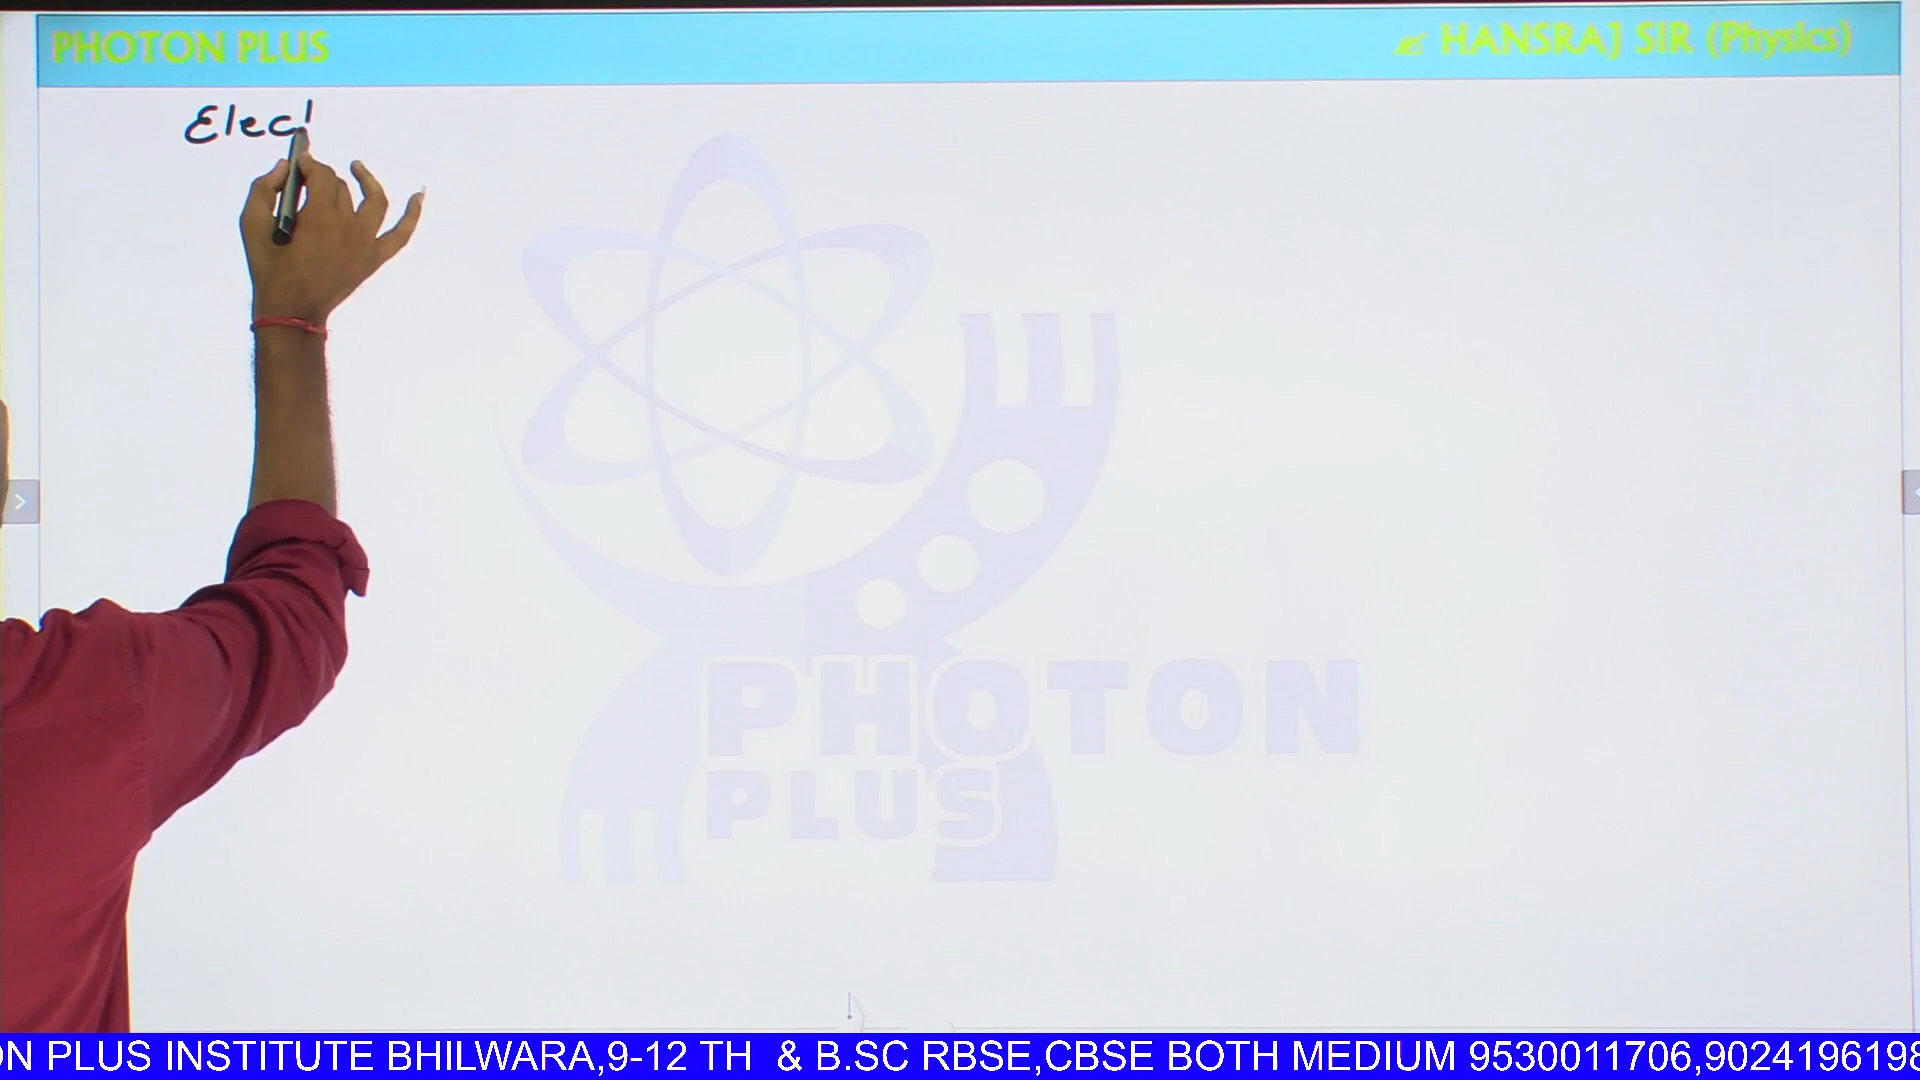 PHOTON PLUS
✍ HANSRAJ SIR (Physics)
Elect
PHOTON
PLUS
ON PLUS INSTITUTE BHILWARA,9-12 TH & B.SC RBSE,CBSE BOTH MEDIUM 9530011706,9024196198